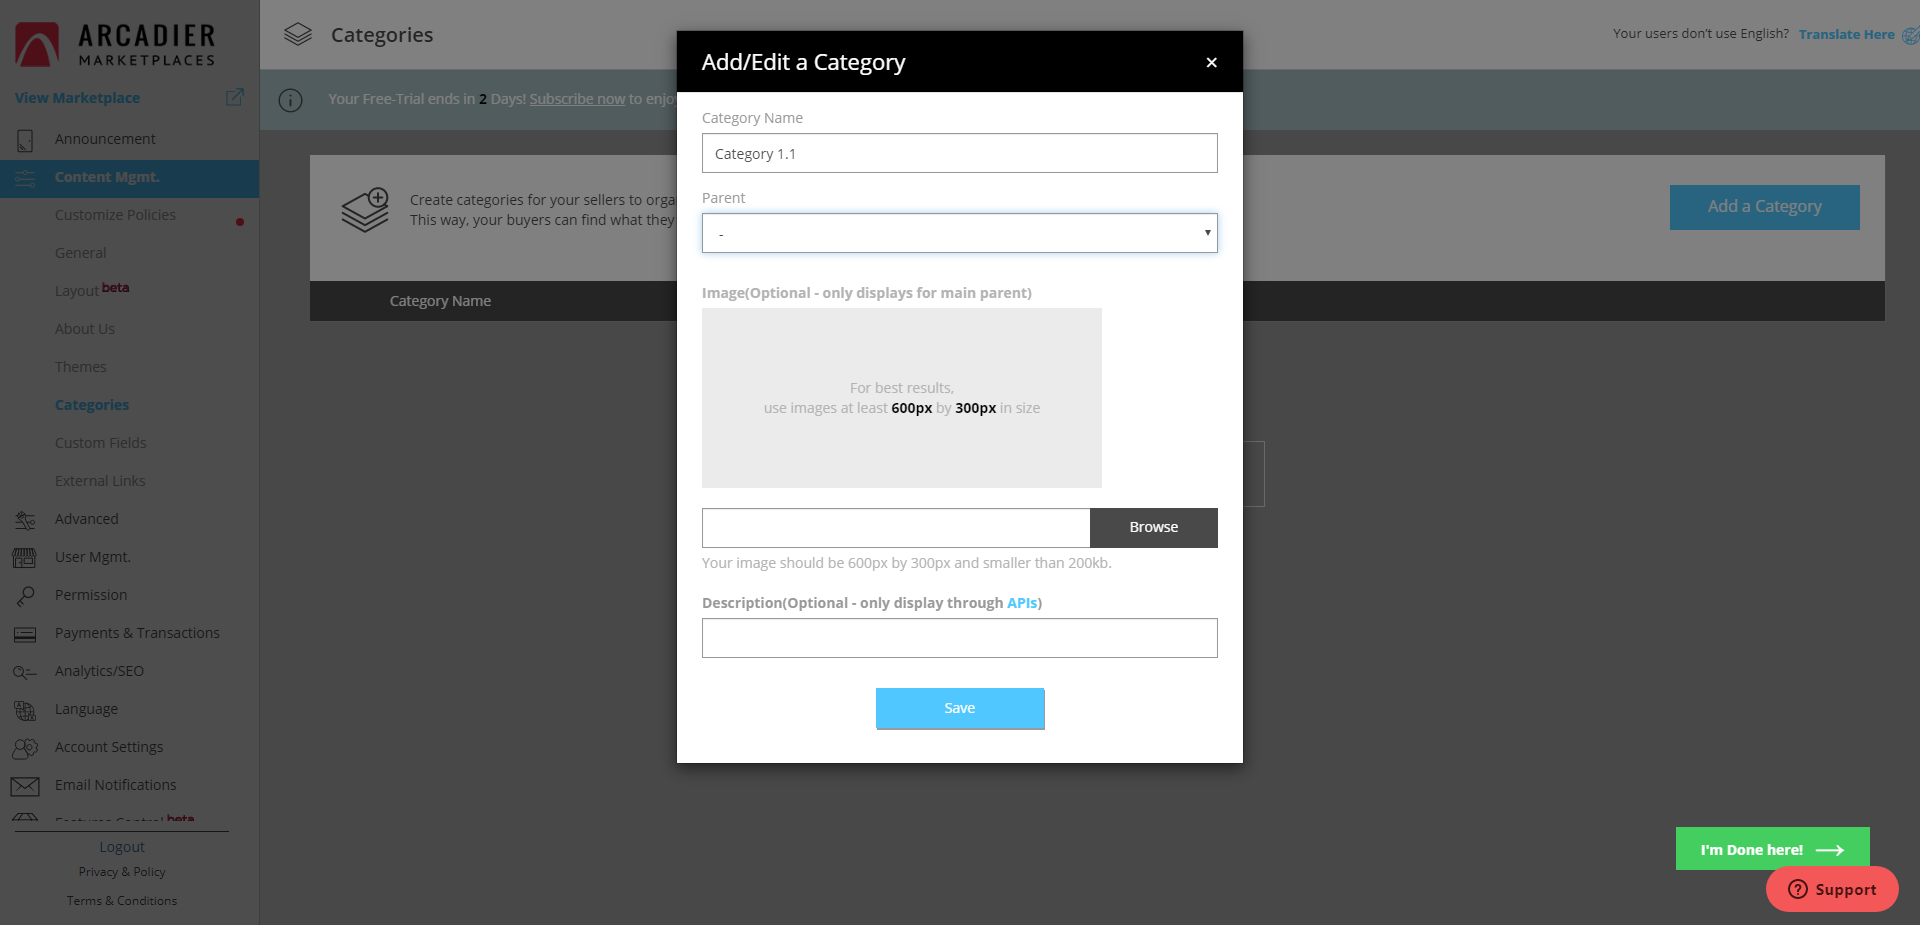 ARCADIER
MARKETPLACES
View Marketplace
Announcement
Content Mgmt.
Customize Policies
General
Layout beta
About Us
Themes
Categories
Custom Fields
External Links
Advanced
User Mgmt.
Permission
Payments & Transactions
Analytics/SEO
Language
Account Settings
Email Notifications
Features Control beta
Logout
Privacy & Policy
Terms & Conditions
Categories
Your users don't use English? Translate Here
Your Free-Trial ends in 2 Days! Subscribe now to enjoy
Create categories for your sellers to
This way, your buyers can find what they
Add a Category
Category Name
Add/Edit a Category
×
Category Name
Category 1.1
Parent
-
Image(Optional - only displays for main parent)
For best results,
use images at least 600px by 300px in size
Browse
Your image should be 600px by 300px and smaller than 200kb.
Description(Optional - only display through APIs)
Save
I'm Done here!
Support